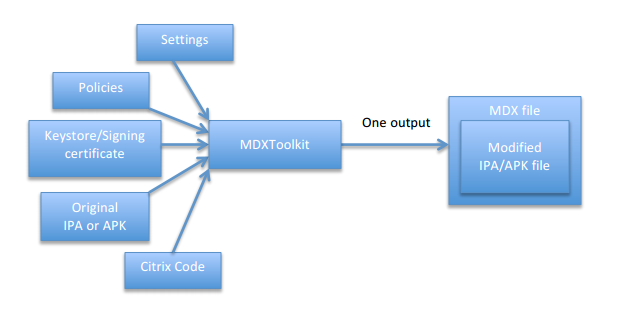 Settings
Policies
Keystore/Signing
certificate
Original
IPA or APK
Citrix Code
MDXToolkit
One output
MDX file
Modified
IPA/APK file